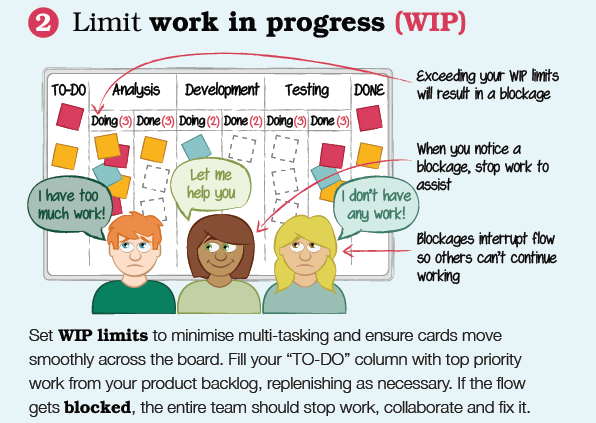 2 Limit work in progress (WIP)
TO-DO Analysis Development Testing DONE
Doing (3) Done (3) Doing (2) Done (2) Doing (3) Done (3)
Exceeding your WIP limits
will result in a blockage
When you notice a
blockage, stop work to
assist
Blockages interrupt flow
so others can't continue
working
I have too
much work!
Let me
help you
I don't have
any work!
Set WIP limits to minimise multi-tasking and ensure cards move
smoothly across the board. Fill your “TO-DO” column with top priority
work from your product backlog, replenishing as necessary. If the flow
gets blocked, the entire team should stop work, collaborate and fix it.